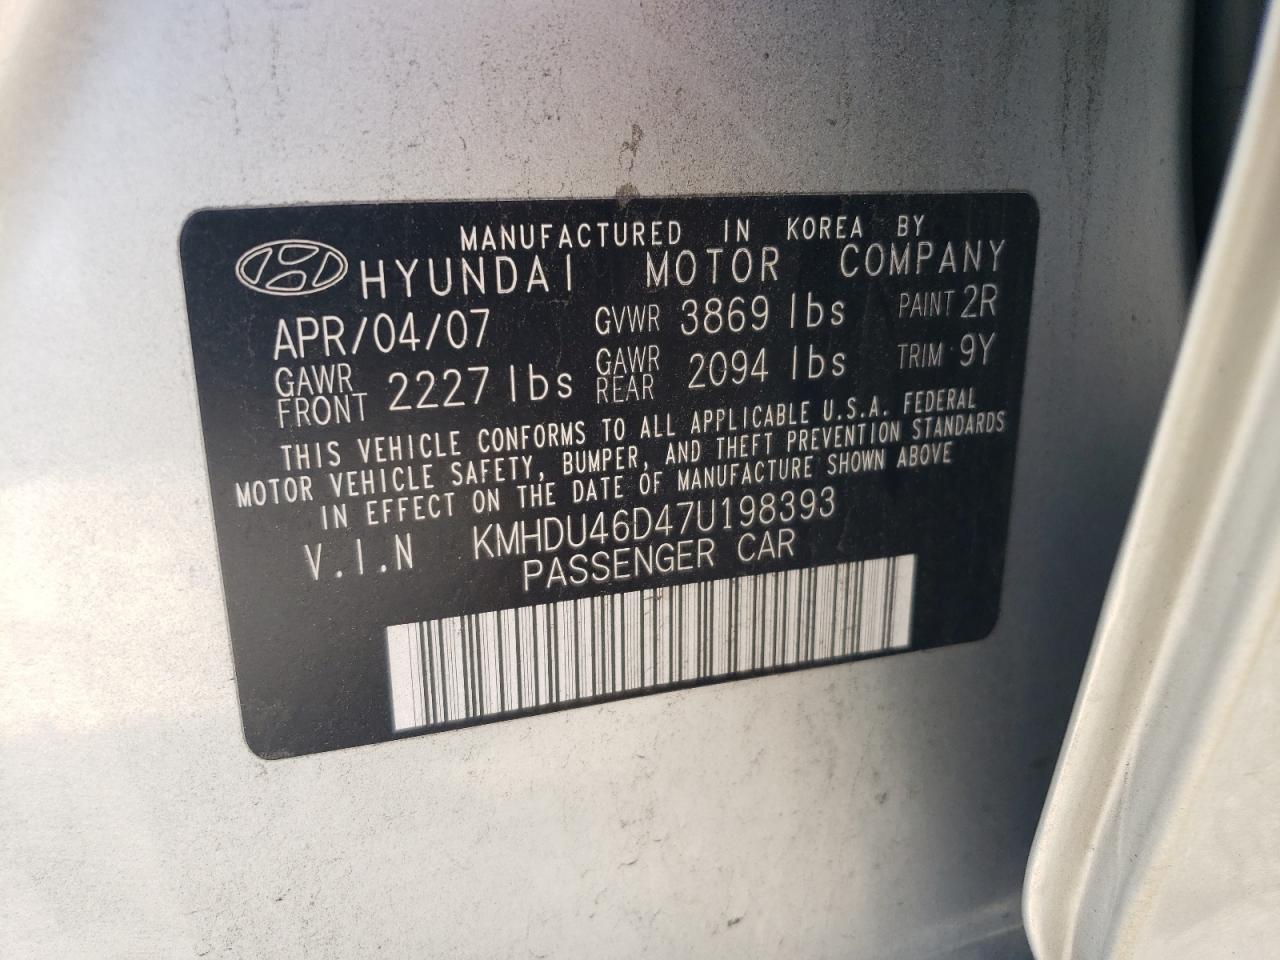 MANUFACTURED IN KOREA BY
HYUNDAI MOTOR COMPANY
APR/04/07 GVWR 3869 lbs PAINT 2R
GAWR FRONT 2227 lbs GAWR REAR 2094 lbs TRIM 9Y
THIS VEHICLE CONFORMS TO ALL APPLICABLE U.S.A. FEDERAL
MOTOR VEHICLE SAFETY, BUMPER, AND THEFT PREVENTION STANDARDS
IN EFFECT ON THE DATE OF MANUFACTURE SHOWN ABOVE
V.I.N KMHDU46D47U198393
PASSENGER CAR